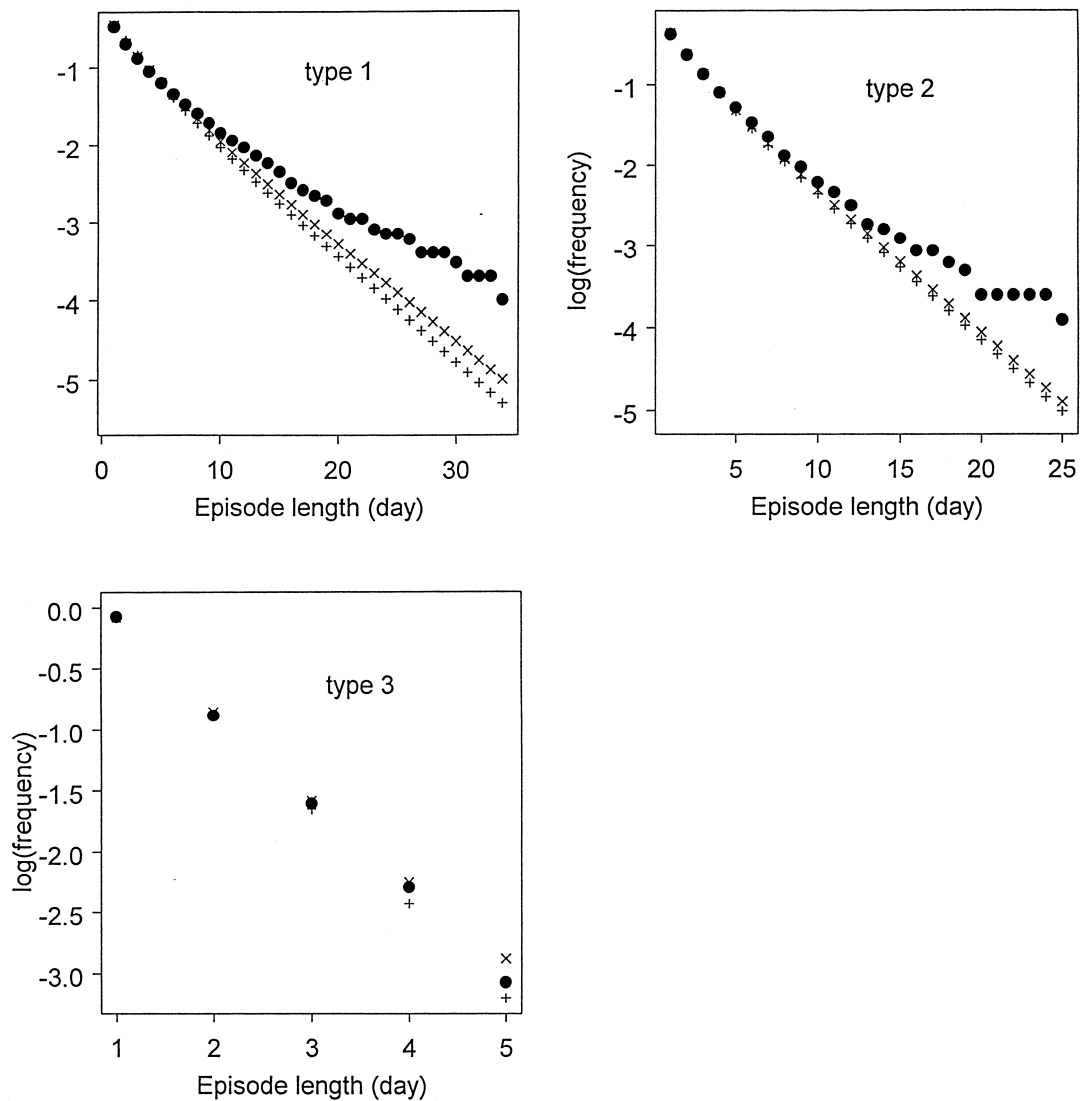 type 1
-1
-2
-3
-4
-5
0 10 20 30
Episode length (day)
type 2
log(frequency)
-1
-2
-3
-4
-5
5 10 15 20 25
Episode length (day)
type 3
log(frequency)
0.0
-0.5
-1.0
-1.5
-2.0
-2.5
-3.0
1 2 3 4 5
Episode length (day)